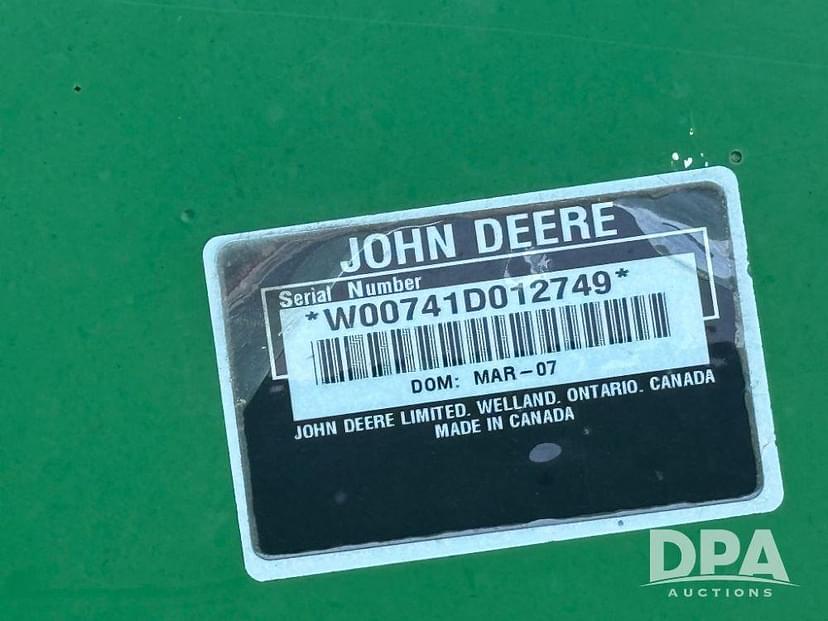 JOHN DEERE
Serial Number
*W00741D012749*
DOM: MAR-07
JOHN DEERE LIMITED. WELLAND. ONTARIO. CANADA
MADE IN CANADA
DPA
AUCTIONS